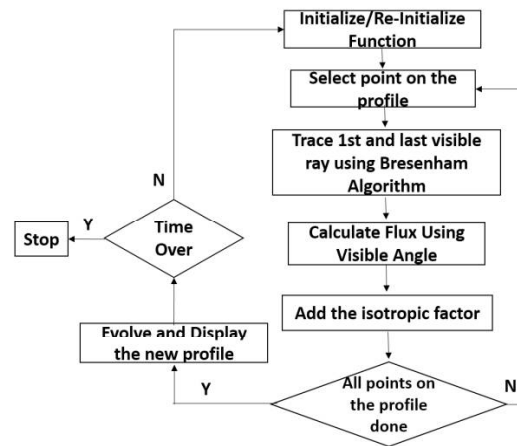 Initialize/Re-Initialize
Function
Select point on the
profile
Trace 1st and last visible
ray using Bresenham
Algorithm
Calculate Flux Using
Visible Angle
Add the isotropic factor
All points on
the profile
done
N
Y
Evolve and Display
the new profile
Time
Over
N
Y
Stop